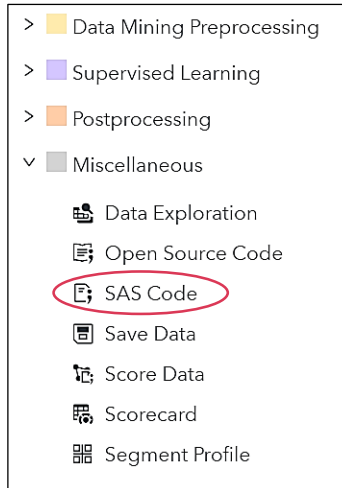 Data Mining Preprocessing
Supervised Learning
Postprocessing
Miscellaneous
Data Exploration
Open Source Code
SAS Code
Save Data
Score Data
Scorecard
Segment Profile